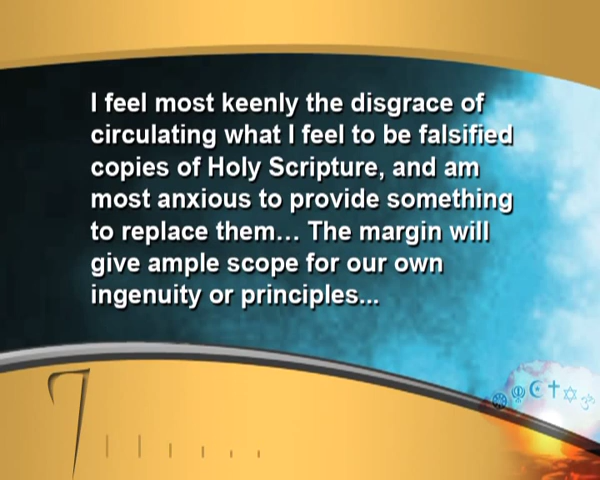 I feel most keenly the disgrace of
circulating what I feel to be falsified
copies of Holy Scripture, and am
most anxious to provide something
to replace them… The margin will
give ample scope for our own
ingenuity or principles...